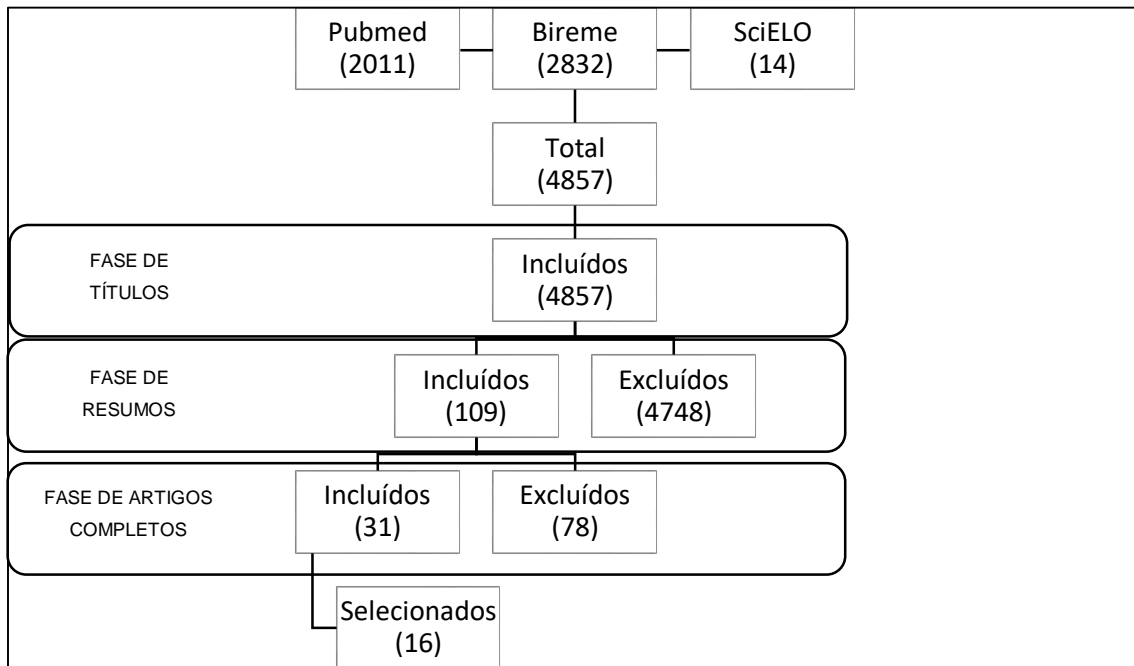 Pubmed
(2011)
Bireme
(2832)
SciELO
(14)
Total
(4857)
FASE DE
TÍTULOS
Incluídos
(4857)
FASE DE
RESUMOS
Incluídos
(109)
Excluídos
(4748)
FASE DE ARTIGOS
COMPLETOS
Incluídos
(31)
Excluídos
(78)
Selecionados
(16)